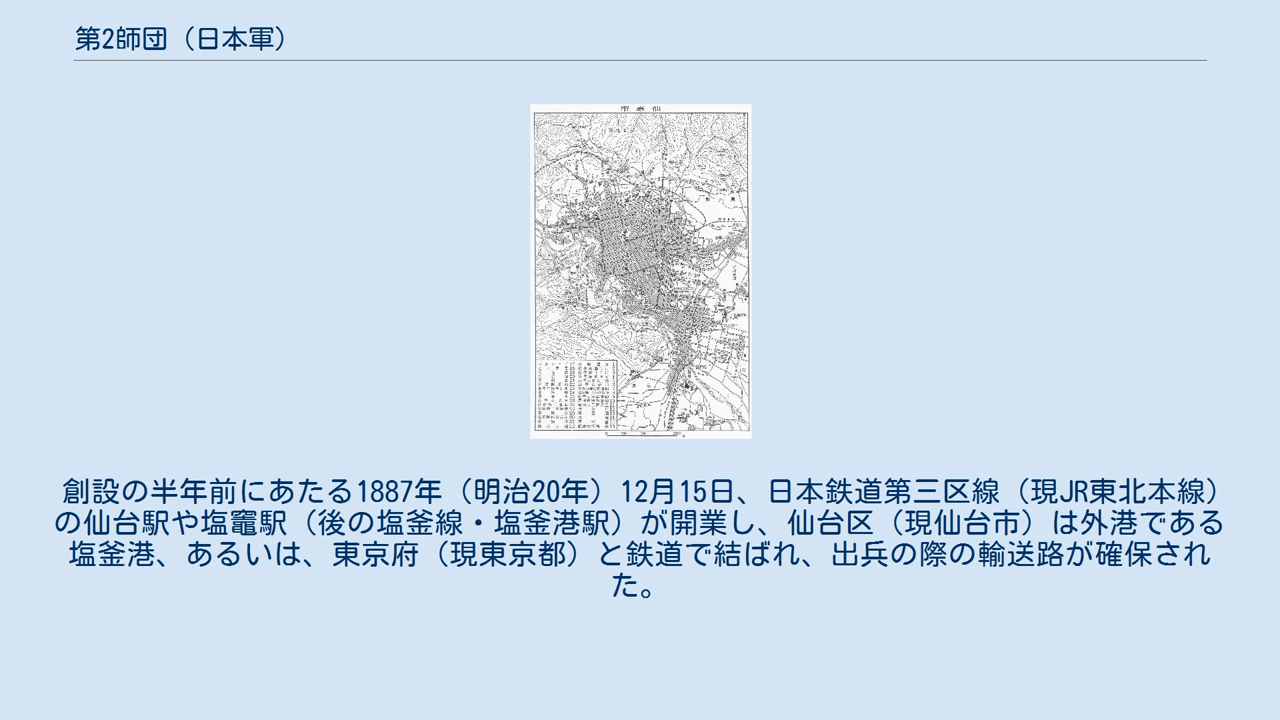 第2師団（日本軍）
市臺仙
創設の半年前にあたる1887年（明治20年）12月15日、日本鉄道第三区線（現JR東北本線）
の仙台駅や塩竈駅（後の塩釜線・塩釜港駅）が開業し、仙台区（現仙台市）は外港である
塩釜港、あるいは、東京府（現東京都）と鉄道で結ばれ、出兵の際の輸送路が確保され
た。